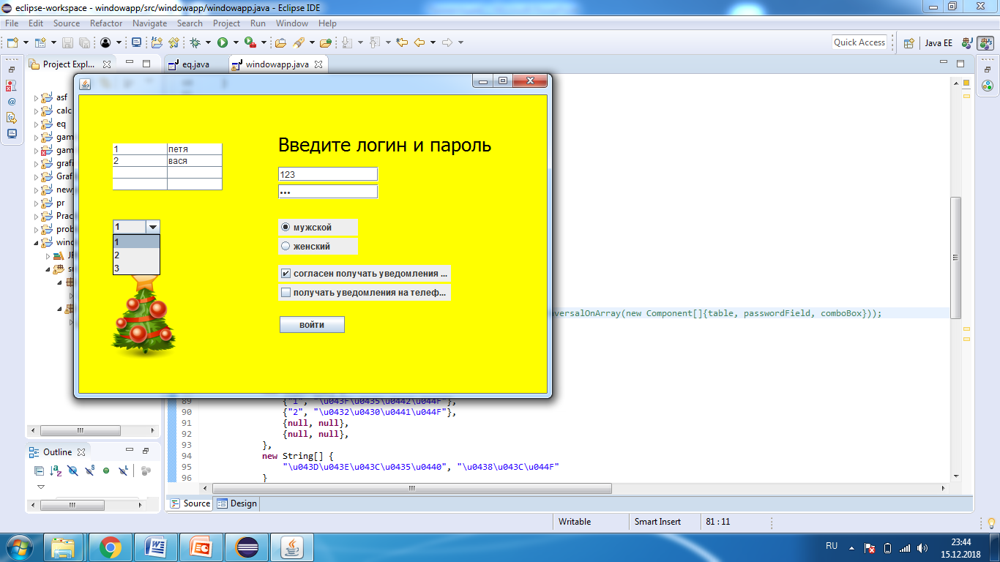 eclipse-workspace - windowapp/src/windowapp/windowapp.java - Eclipse IDE
File Edit Source Refactor Navigate Search Project Run Window Help
Quick Access Java EE
Project Expl... eq.java windowapp.java
asf
calc
eq
gam
gam
grafi
Graf
new
pr
Prac
prob
wind
1 петя
2 вася
1
1
2
3
Введите логин и пароль
123
•••
мужской
женский
согласен получать уведомления ...
получать уведомления на телеф...
войти
versalOnArray(new Component[]{table, passwordField, comboBox}));
89 {"1", "\u043F\u0435\u0442\u044F"},
90 {"2", "\u0432\u0430\u0441\u044F"},
91 {null, null},
92 {null, null},
93 },
94 new String[] {
95 "\u043D\u043E\u043C\u0435\u0440", "\u0438\u043C\u044F"
96 }
Outline
Source Design
Writable Smart Insert 81 : 11
RU 23:44
15.12.2018